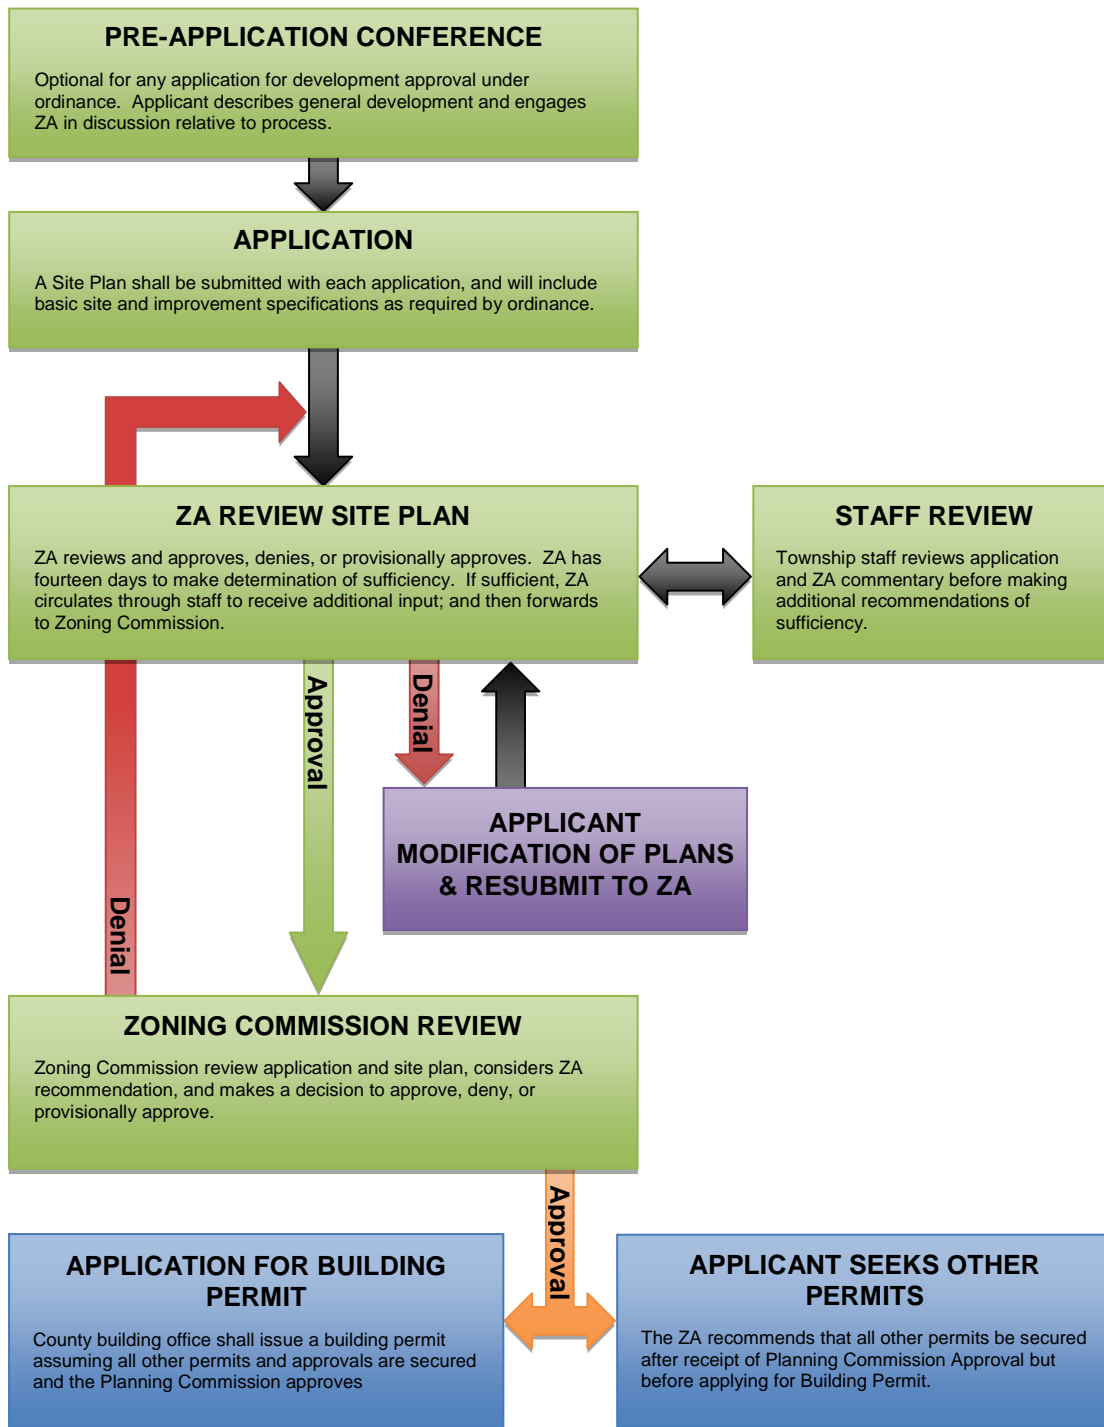 PRE-APPLICATION CONFERENCE
Optional for any application for development approval under
ordinance.  Applicant describes general development and engages
ZA in discussion relative to process.
APPLICATION
A Site Plan shall be submitted with each application, and will include
basic site and improvement specifications as required by ordinance.
ZA REVIEW SITE PLAN
ZA reviews and approves, denies, or provisionally approves.  ZA has
fourteen days to make determination of sufficiency.  If sufficient, ZA
circulates through staff to receive additional input; and then forwards
to Zoning Commission.
STAFF REVIEW
Township staff reviews application
and ZA commentary before making
additional recommendations of
sufficiency.
Approval
Denial
APPLICANT
MODIFICATION OF PLANS
& RESUBMIT TO ZA
Denial
ZONING COMMISSION REVIEW
Zoning Commission review application and site plan, considers ZA
recommendation, and makes a decision to approve, deny, or
provisionally approve.
Approval
APPLICATION FOR BUILDING
PERMIT
County building office shall issue a building permit
assuming all other permits and approvals are secured
and the Planning Commission approves
APPLICANT SEEKS OTHER
PERMITS
The ZA recommends that all other permits be secured
after receipt of Planning Commission Approval but
before applying for Building Permit.